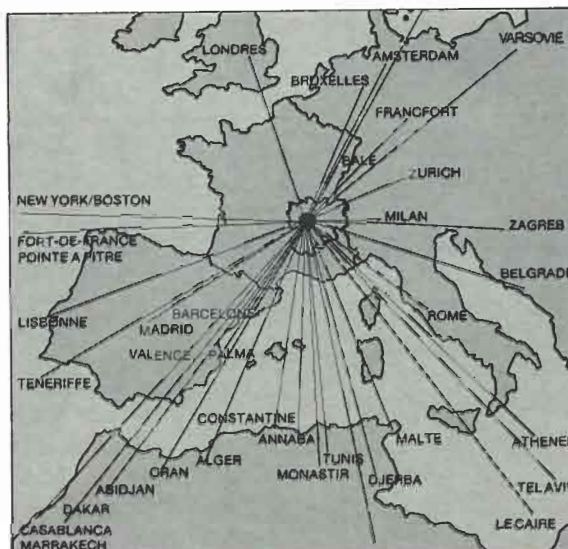 LONDRES
VARSOVIE
AMSTERDAM
BRUXELLES
FRANCFORT
BALE
ZURICH
NEW YORK/BOSTON
MILAN
ZAGREB
FORT-DE-FRANCE
POINTE A PITRE
BELGRADE
LISBONNE
BARCELONE
ROME
MADRID
VALENCE
PALMA
TENERIFFE
CONSTANTINE
ANNABA
MALTE
ATHENES
ORAN
ALGER
TUNIS
MONASTIR
DJERBA
TEL AVIV
ABIDJAN
DAKAR
LE CAIRE
CASABLANCA
MARRAKECH